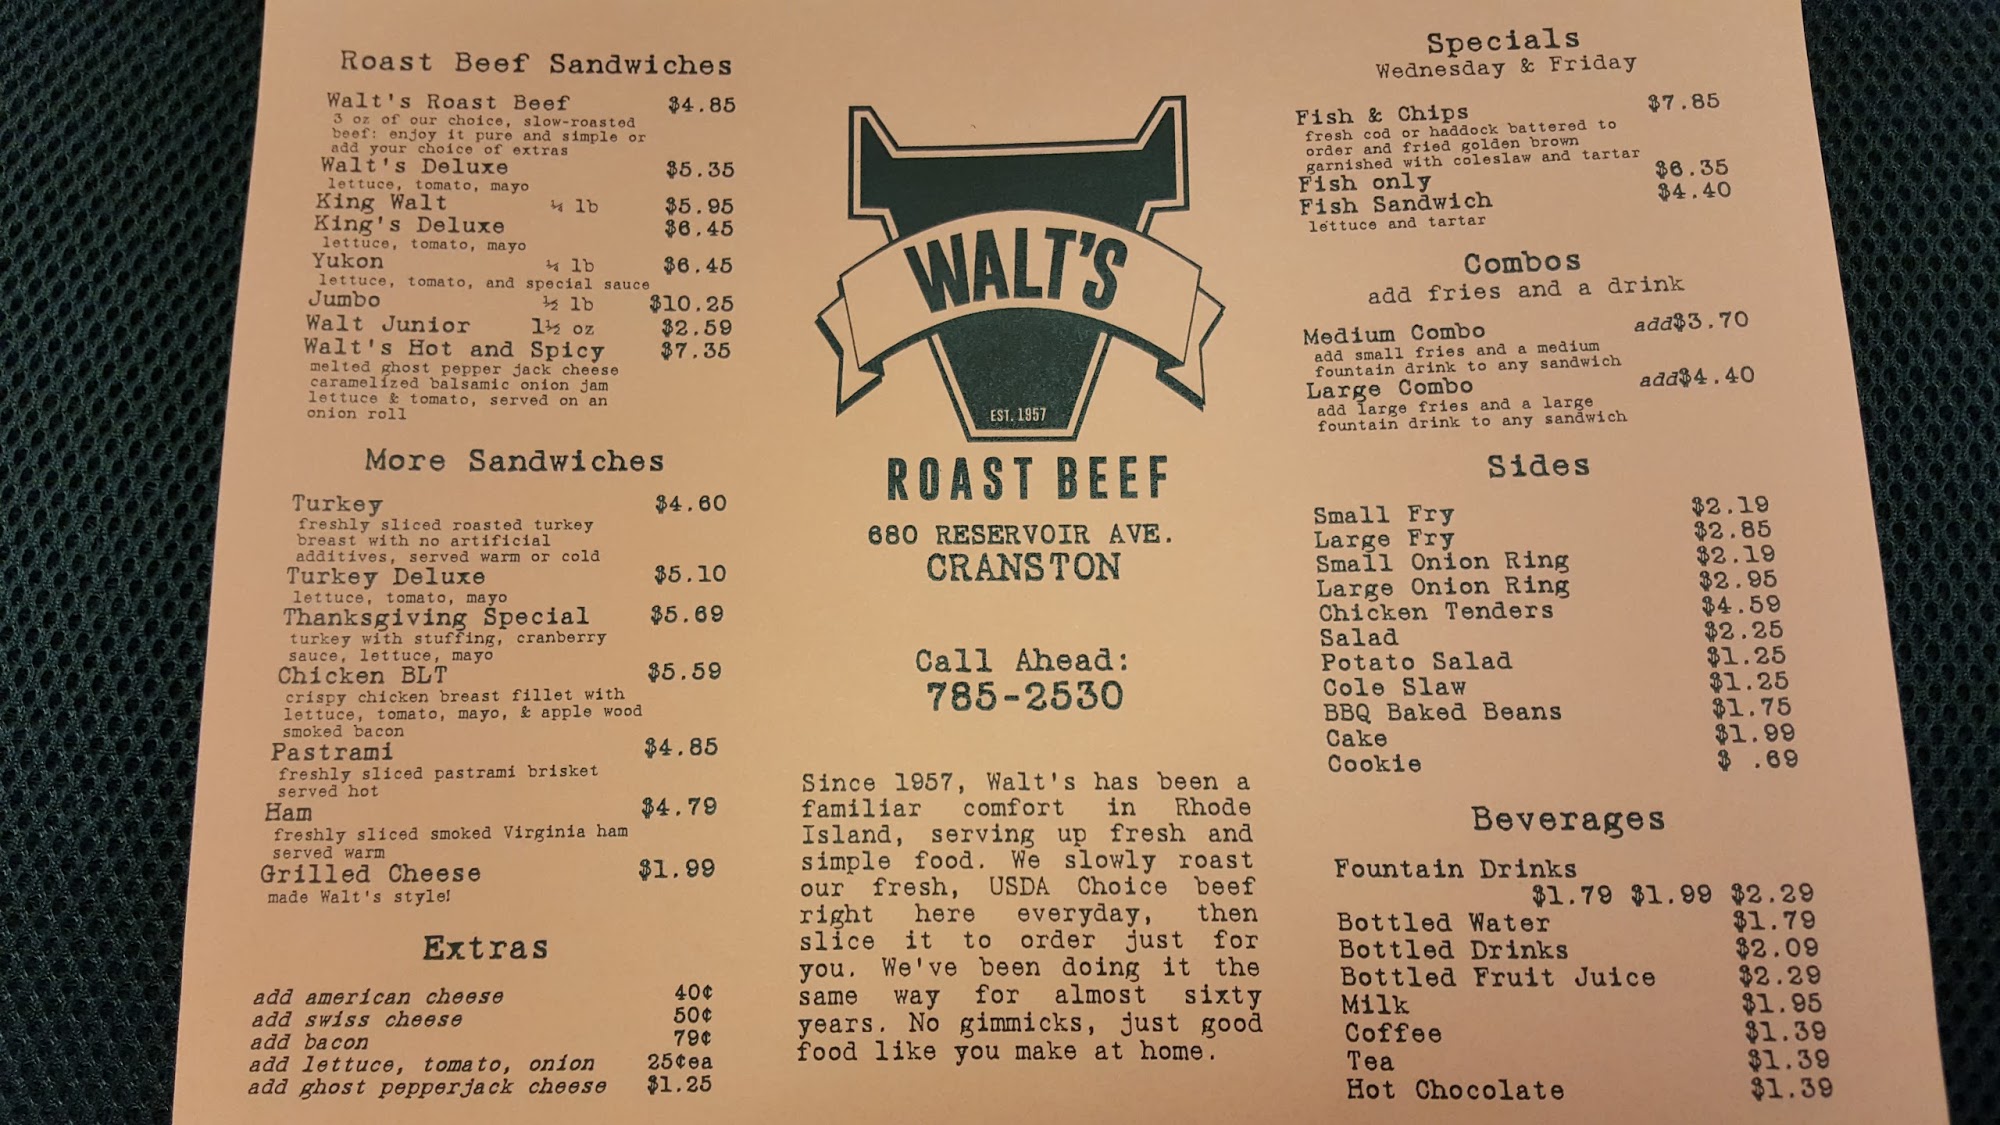 Roast Beef Sandwiches
Walt's Roast Beef $4.85
3 oz of our choice, slow-roasted
beef: enjoy it pure and simple or
add your choice of extras
Walt's Deluxe $5.35
lettuce, tomato, mayo
King Walt ¼ lb $5.95
King's Deluxe $6.45
lettuce, tomato, mayo
Yukon ¼ lb $6.45
lettuce, tomato, and special sauce
Jumbo ½ lb $10.25
Walt Junior 1½ oz $2.59
Walt's Hot and Spicy $7.35
melted ghost pepper jack cheese
caramelized balsamic onion jam
lettuce & tomato, served on an
onion roll
More Sandwiches
Turkey $4.60
freshly sliced roasted turkey
breast with no artificial
additives, served warm or cold
Turkey Deluxe $5.10
lettuce, tomato, mayo
Thanksgiving Special $5.69
turkey with stuffing, cranberry
sauce, lettuce, mayo
Chicken BLT $5.59
crispy chicken breast fillet with
lettuce, tomato, mayo, & apple wood
smoked bacon
Pastrami $4.85
freshly sliced pastrami brisket
served hot
Ham $4.79
freshly sliced smoked Virginia ham
served warm
Grilled Cheese $1.99
made Walt's style!
Extras
add american cheese 40¢
add swiss cheese 50¢
add bacon 79¢
add lettuce, tomato, onion 25¢ea
add ghost pepperjack cheese $1.25
WALT'S
EST. 1957
ROAST BEEF
680 RESERVOIR AVE.
CRANSTON
Call Ahead:
785-2530
Since 1957, Walt's has been a
familiar comfort in Rhode
Island, serving up fresh and
simple food. We slowly roast
our fresh, USDA Choice beef
right here everyday, then
slice it to order just for
you. We've been doing it the
same way for almost sixty
years. No gimmicks, just good
food like you make at home.
Specials
Wednesday & Friday
Fish & Chips $7.85
fresh cod or haddock battered to
order and fried golden brown
garnished with coleslaw and tartar
Fish only $6.35
Fish Sandwich $4.40
lettuce and tartar
Combos
add fries and a drink
Medium Combo add$3.70
add small fries and a medium
fountain drink to any sandwich
Large Combo add$4.40
add large fries and a large
fountain drink to any sandwich
Sides
Small Fry $2.19
Large Fry $2.85
Small Onion Ring $2.19
Large Onion Ring $2.95
Chicken Tenders $4.59
Salad $2.25
Potato Salad $1.25
Cole Slaw $1.25
BBQ Baked Beans $1.75
Cake $1.99
Cookie $ .69
Beverages
Fountain Drinks
$1.79 $1.99 $2.29
Bottled Water $1.79
Bottled Drinks $2.09
Bottled Fruit Juice $2.29
Milk $1.95
Coffee $1.39
Tea $1.39
Hot Chocolate $1.39